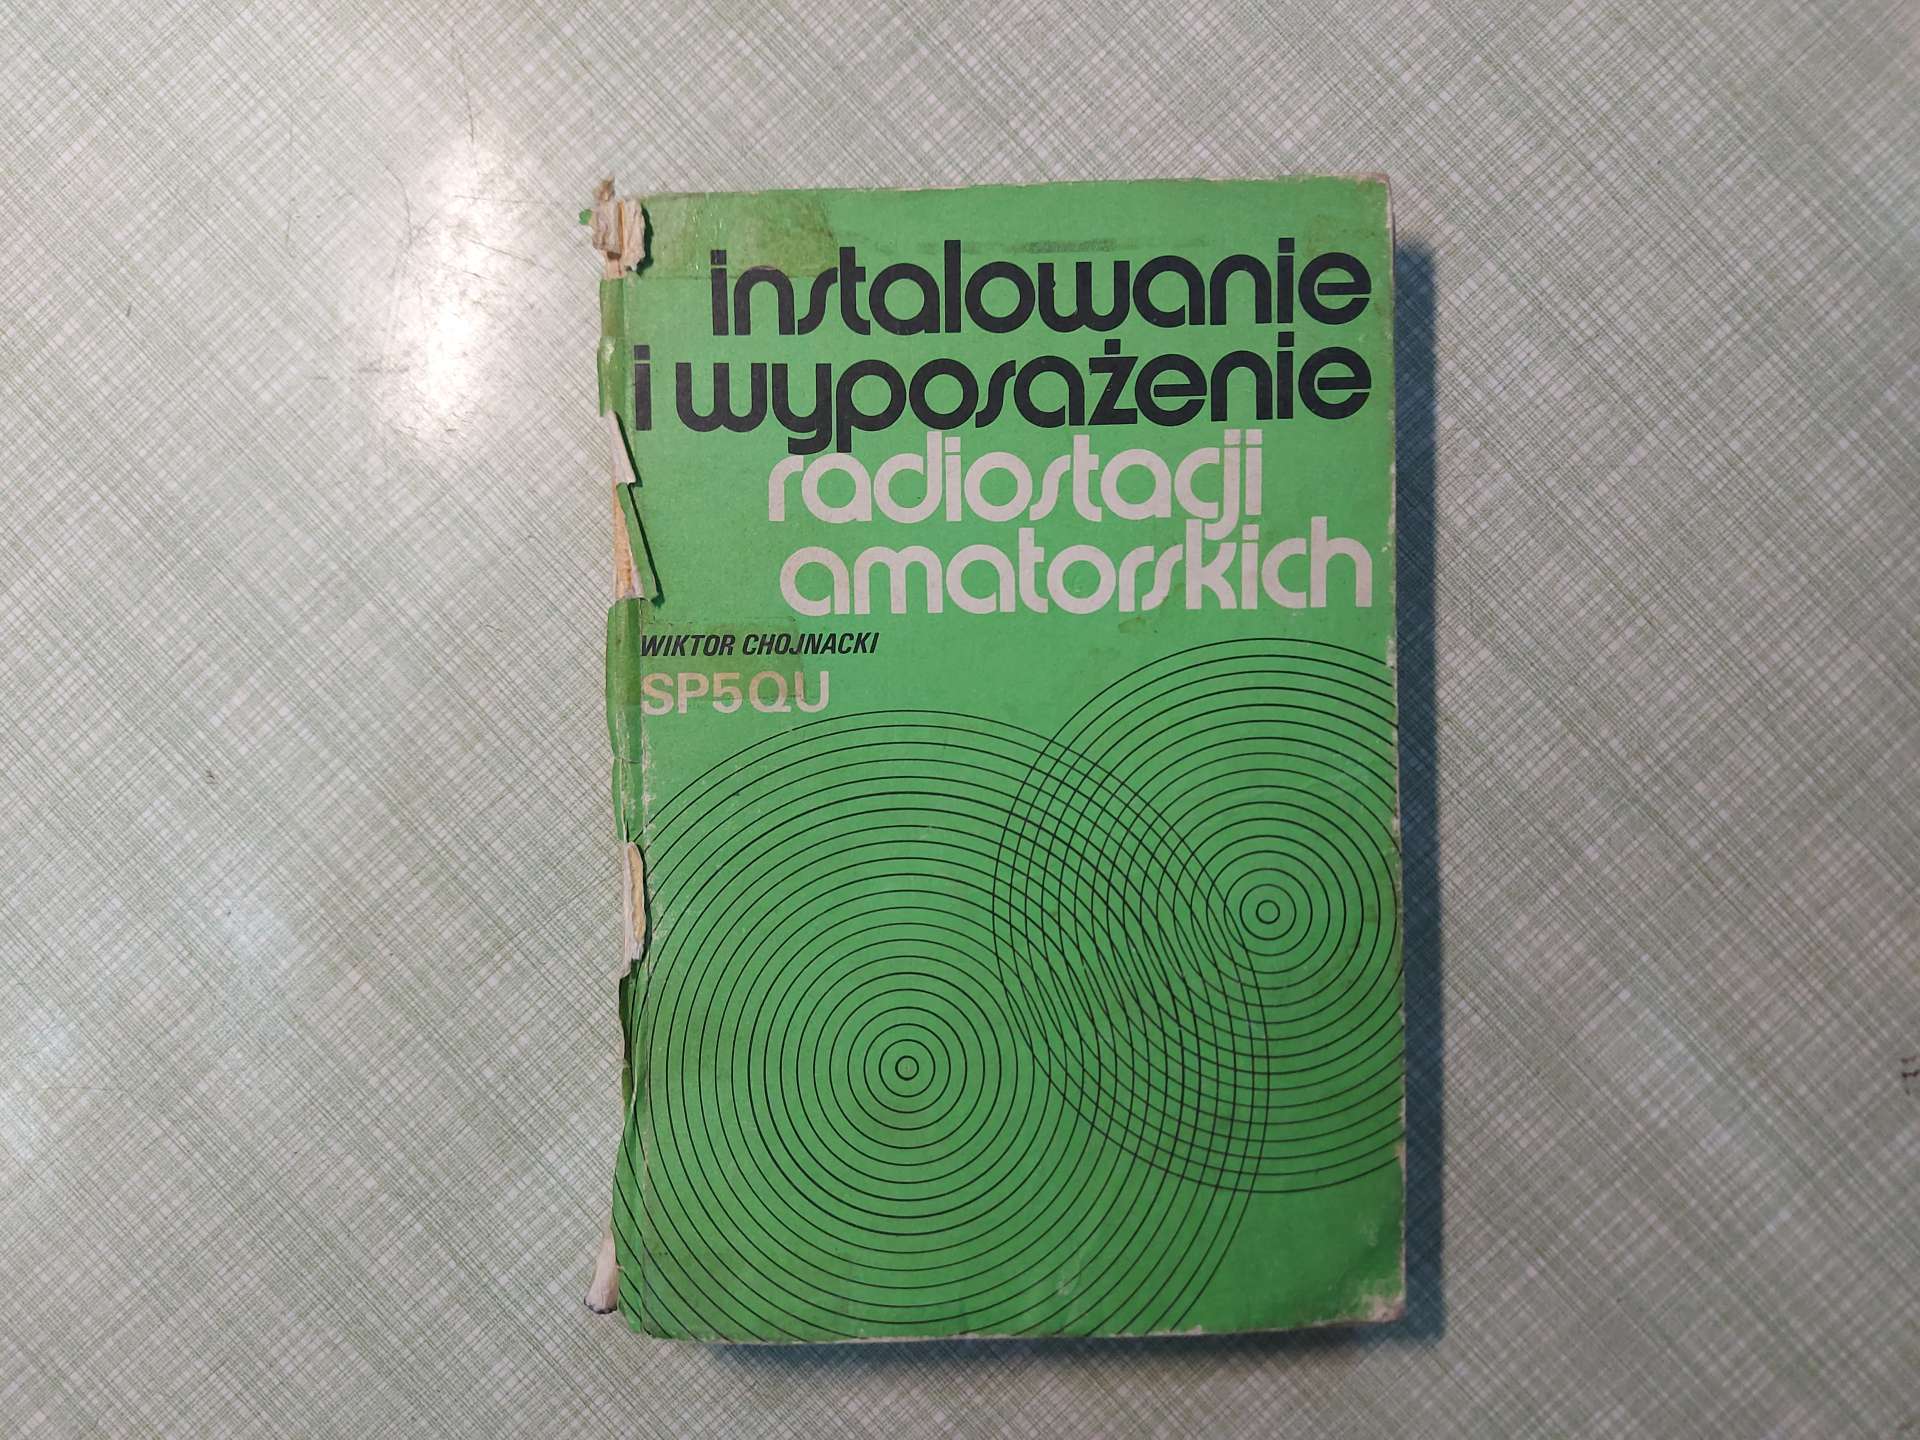 instalowanie
i wyposażenie
radiostacji
amatorskich
WIKTOR CHOJNACKI
SP5QU